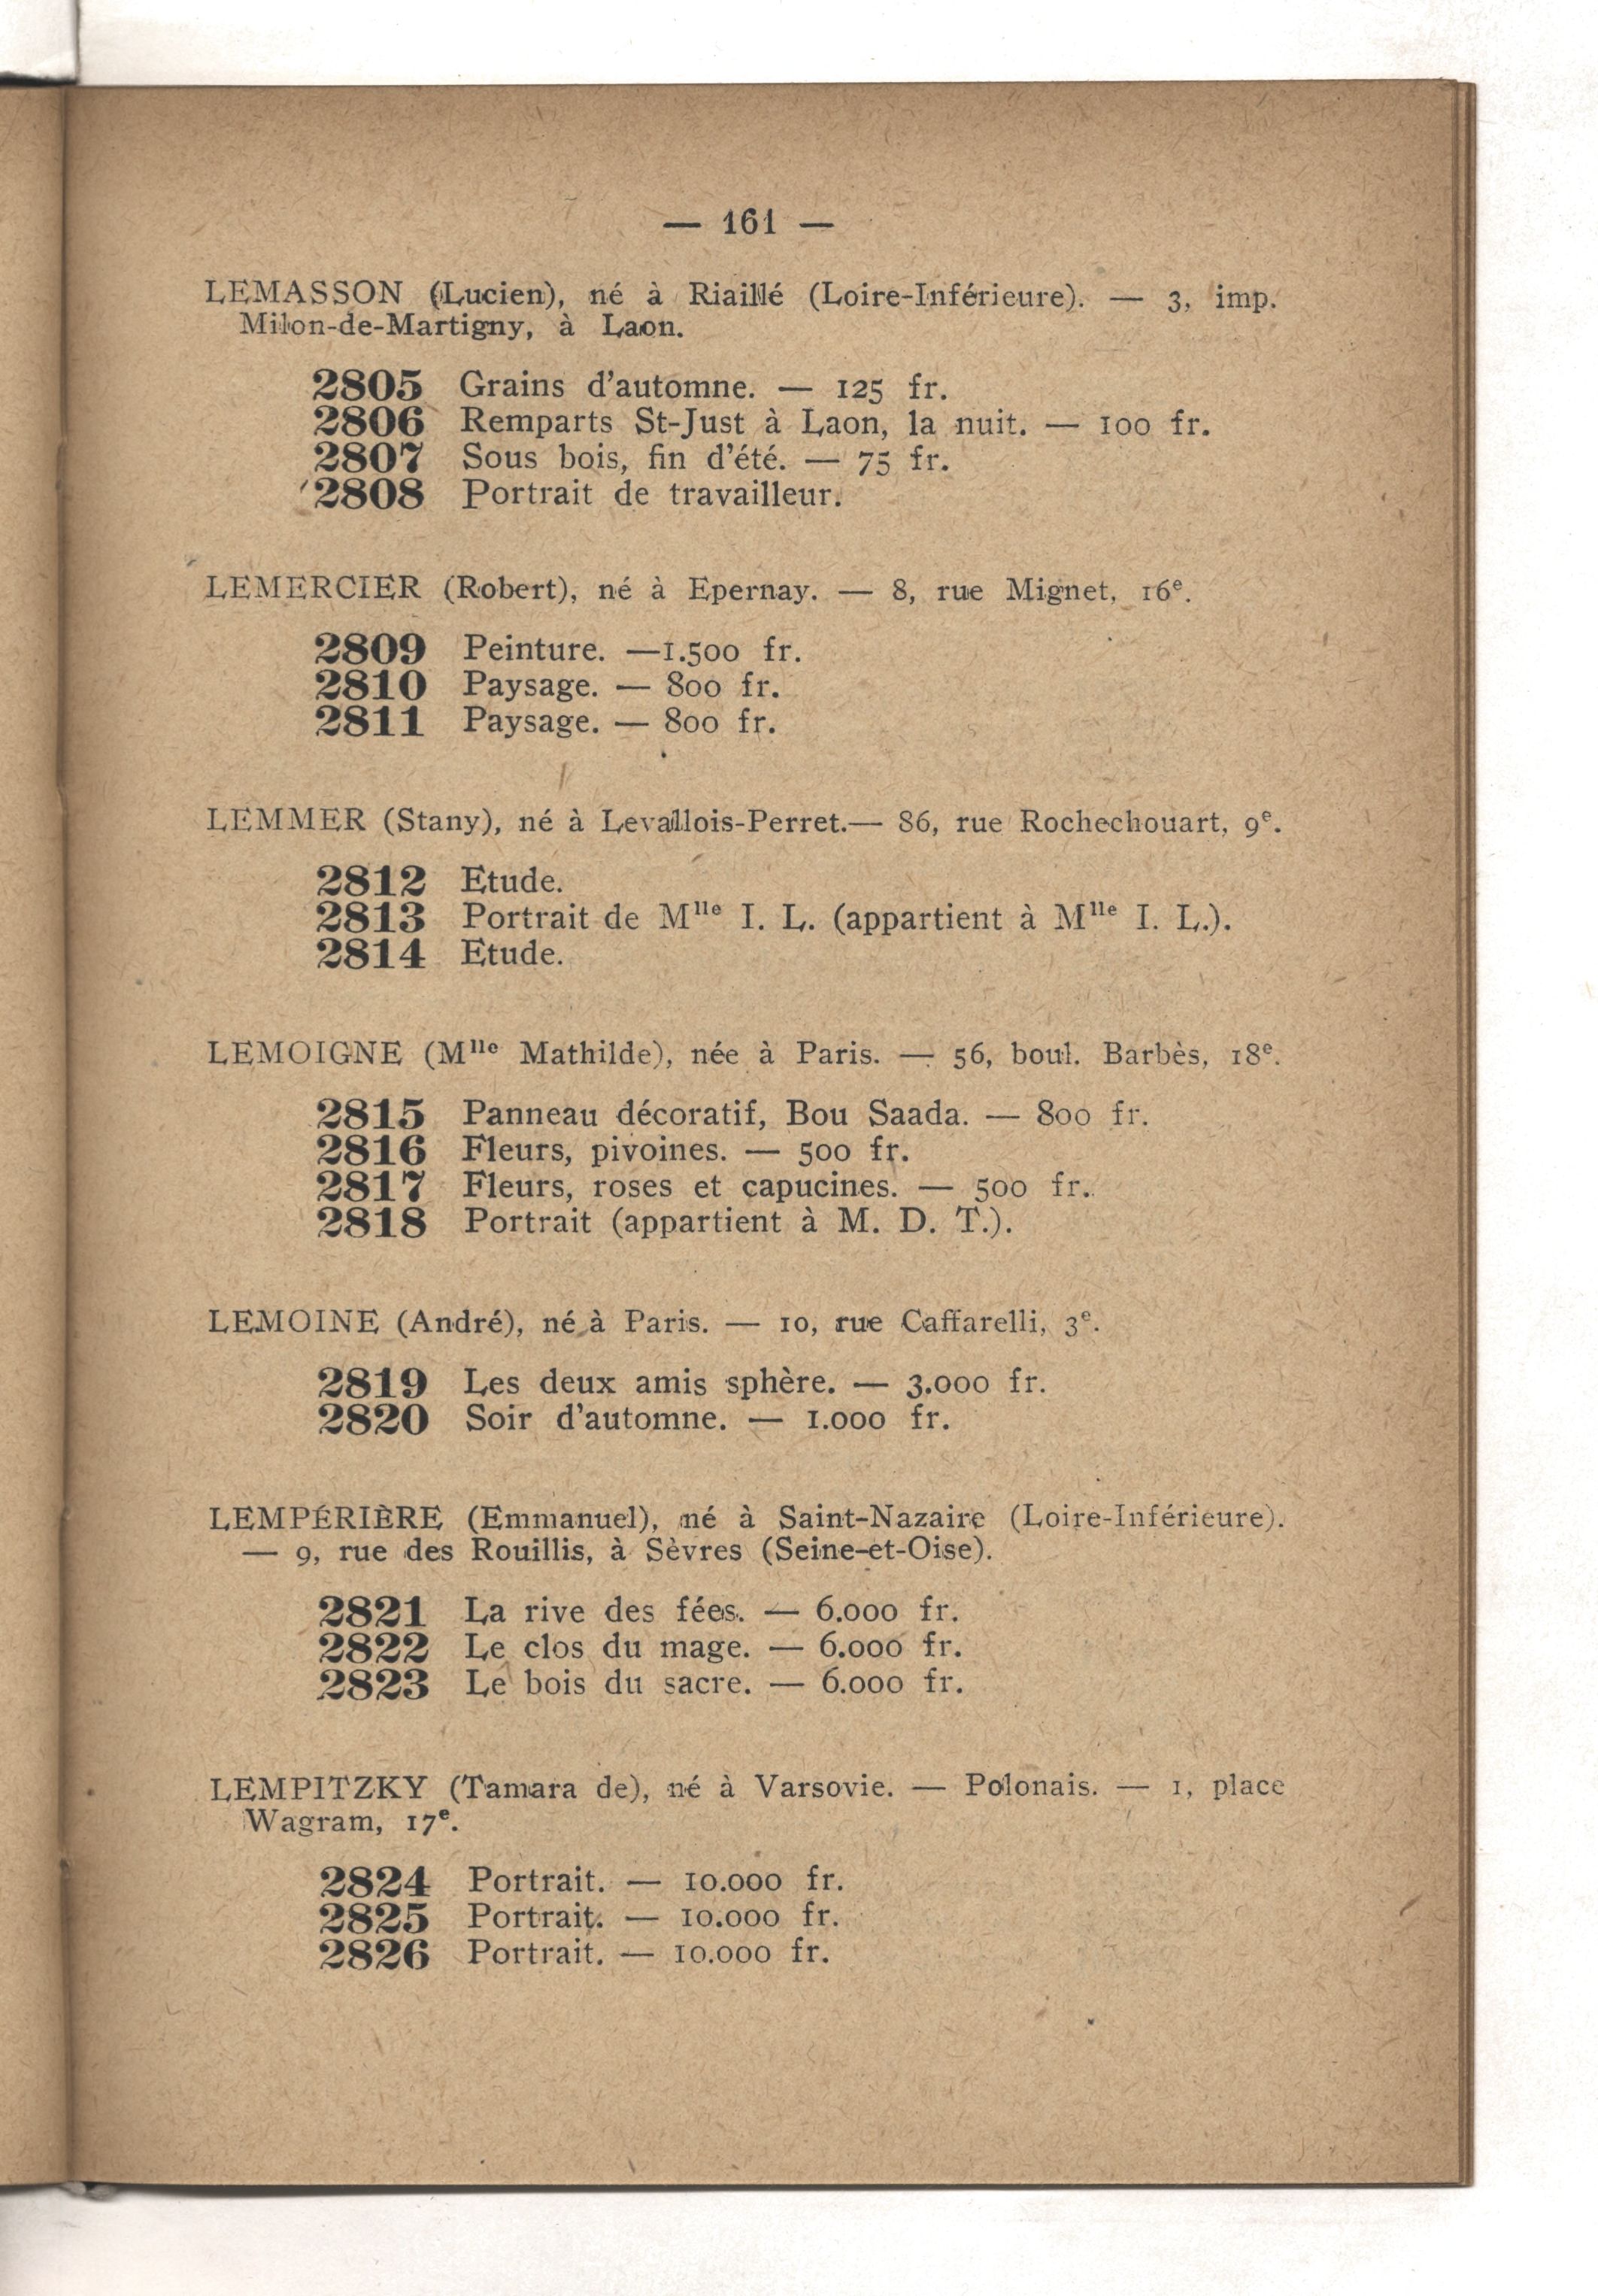 — 161 —
LEMASSON (Lucien), né à Riaillé (Loire-Inférieure). — 3, imp.
Milon-de-Martigny, à Laon.
2805 Grains d'automne. — 125 fr.
2806 Remparts St-Just à Laon, la nuit. — 100 fr.
2807 Sous bois, fin d'été. — 75 fr.
2808 Portrait de travailleur.
LEMERCIER (Robert), né à Epernay. — 8, rue Mignet, 16e.
2809 Peinture. —1.500 fr.
2810 Paysage. — 800 fr.
2811 Paysage. — 800 fr.
LEMMER (Stany), né à Levallois-Perret.— 86, rue Rochechouart, 9e.
2812 Etude.
2813 Portrait de Mlle I. L. (appartient à Mlle I. L.).
2814 Etude.
LEMOIGNE (Mlle Mathilde), née à Paris. — 56, boul. Barbès, 18e.
2815 Panneau décoratif, Bou Saada. — 800 fr.
2816 Fleurs, pivoines. — 500 fr.
2817 Fleurs, roses et capucines. — 500 fr.
2818 Portrait (appartient à M. D. T.).
LEMOINE (André), né à Paris. — 10, rue Caffarelli, 3e.
2819 Les deux amis sphère. — 3.000 fr.
2820 Soir d'automne. — 1.000 fr.
LEMPÉRIÈRE (Emmanuel), né à Saint-Nazaire (Loire-Inférieure).
— 9, rue des Rouillis, à Sèvres (Seine-et-Oise).
2821 La rive des fées. — 6.000 fr.
2822 Le clos du mage. — 6.000 fr.
2823 Le bois du sacre. — 6.000 fr.
LEMPITZKY (Tamara de), né à Varsovie. — Polonais. — 1, place
Wagram, 17e.
2824 Portrait. — 10.000 fr.
2825 Portrait. — 10.000 fr.
2826 Portrait. — 10.000 fr.